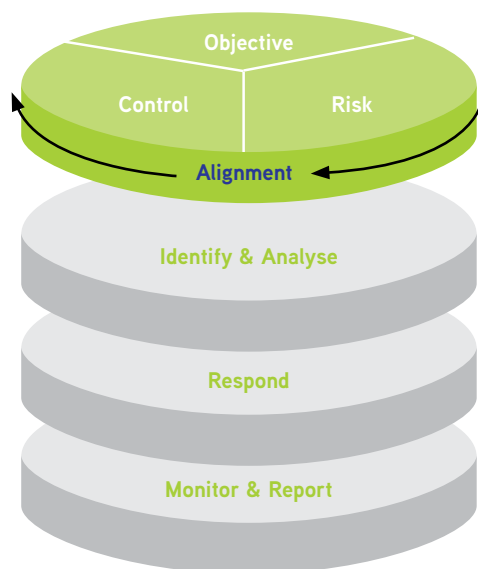 Objective
Control
Risk
Alignment
Identify & Analyse
Respond
Monitor & Report